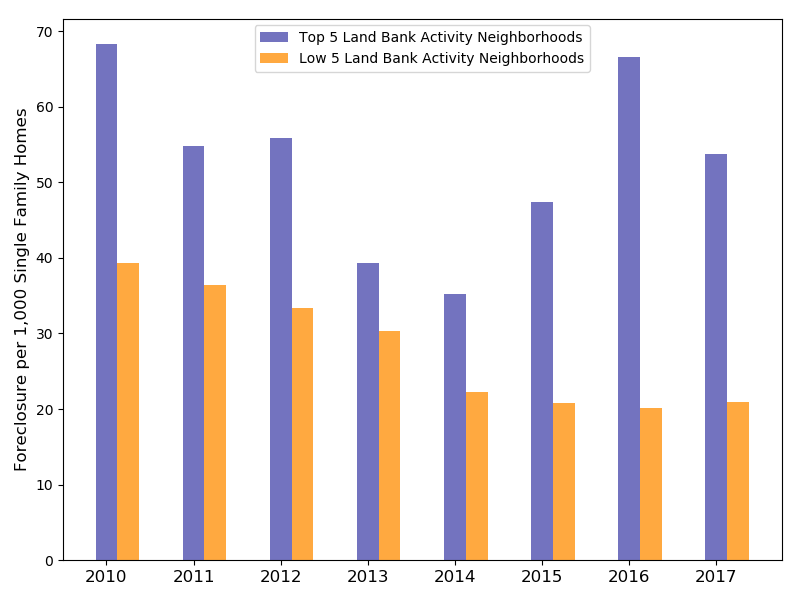 Top 5 Land Bank Activity Neighborhoods
Low 5 Land Bank Activity Neighborhoods
Foreclosure per 1,000 Single Family Homes
70
60
50
40
30
20
10
0
2010 2011 2012 2013 2014 2015 2016 2017